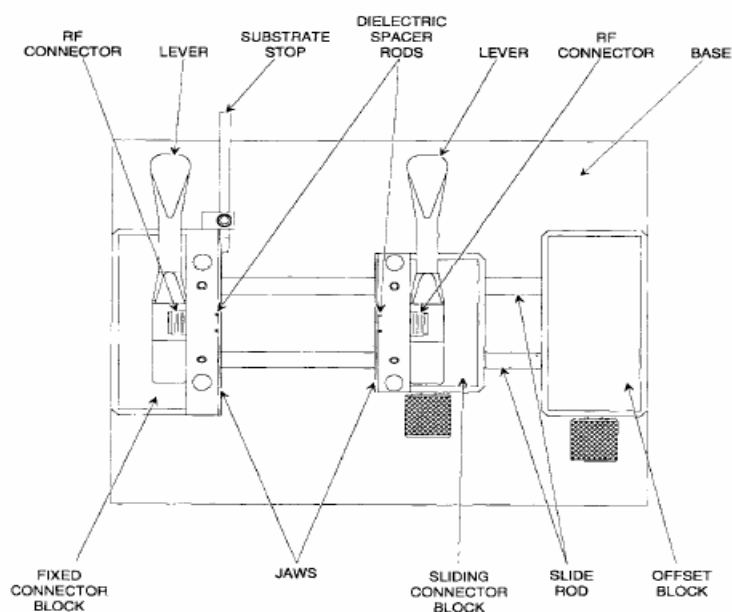 RF
CONNECTOR
LEVER
SUBSTRATE
STOP
DIELECTRIC
SPACER
RODS
LEVER
RF
CONNECTOR
BASE
FIXED
CONNECTOR
BLOCK
JAWS
SLIDING
CONNECTOR
BLOCK
SLIDE
ROD
OFFSET
BLOCK